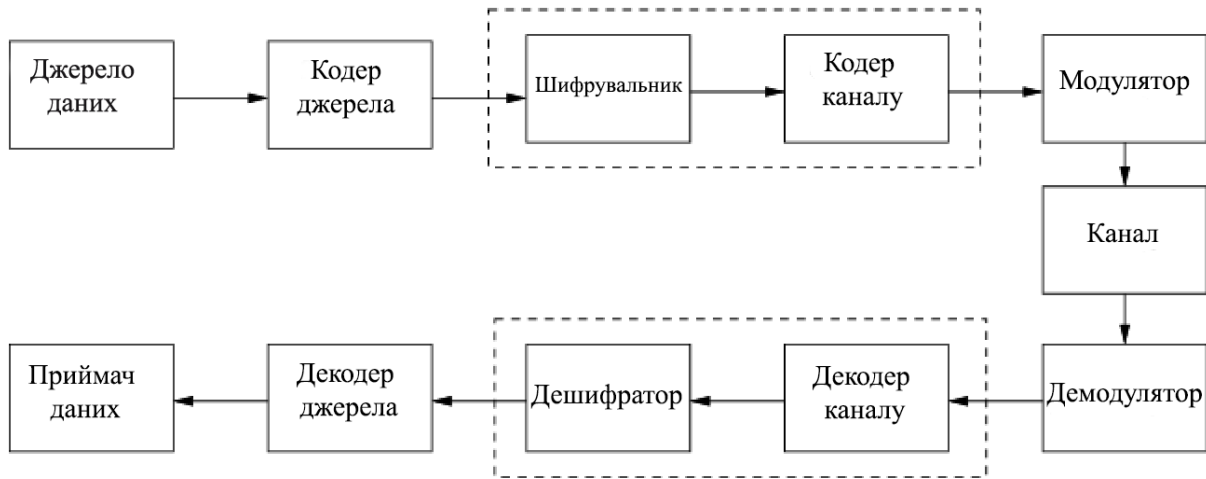 Джерело
даних
Кодер
джерела
Шифрувальник
Кодер
каналу
Модулятор
Канал
Приймач
даних
Декодер
джерела
Дешифратор
Декодер
каналу
Демодулятор